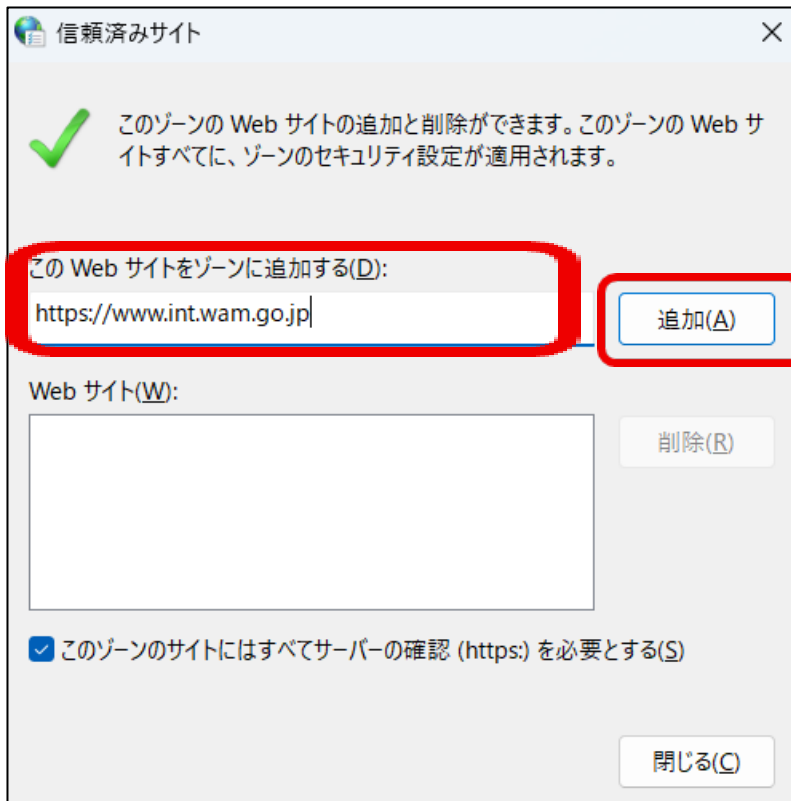 信頼済みサイト
このゾーンの Web サイトの追加と削除ができます。このゾーンの Web サ
イトすべてに、ゾーンのセキュリティ設定が適用されます。
この Web サイトをゾーンに追加する(D):
https://www.int.wam.go.jp
追加(A)
Web サイト(W):
削除(R)
このゾーンのサイトにはすべてサーバーの確認 (https:) を必要とする(S)
閉じる(C)